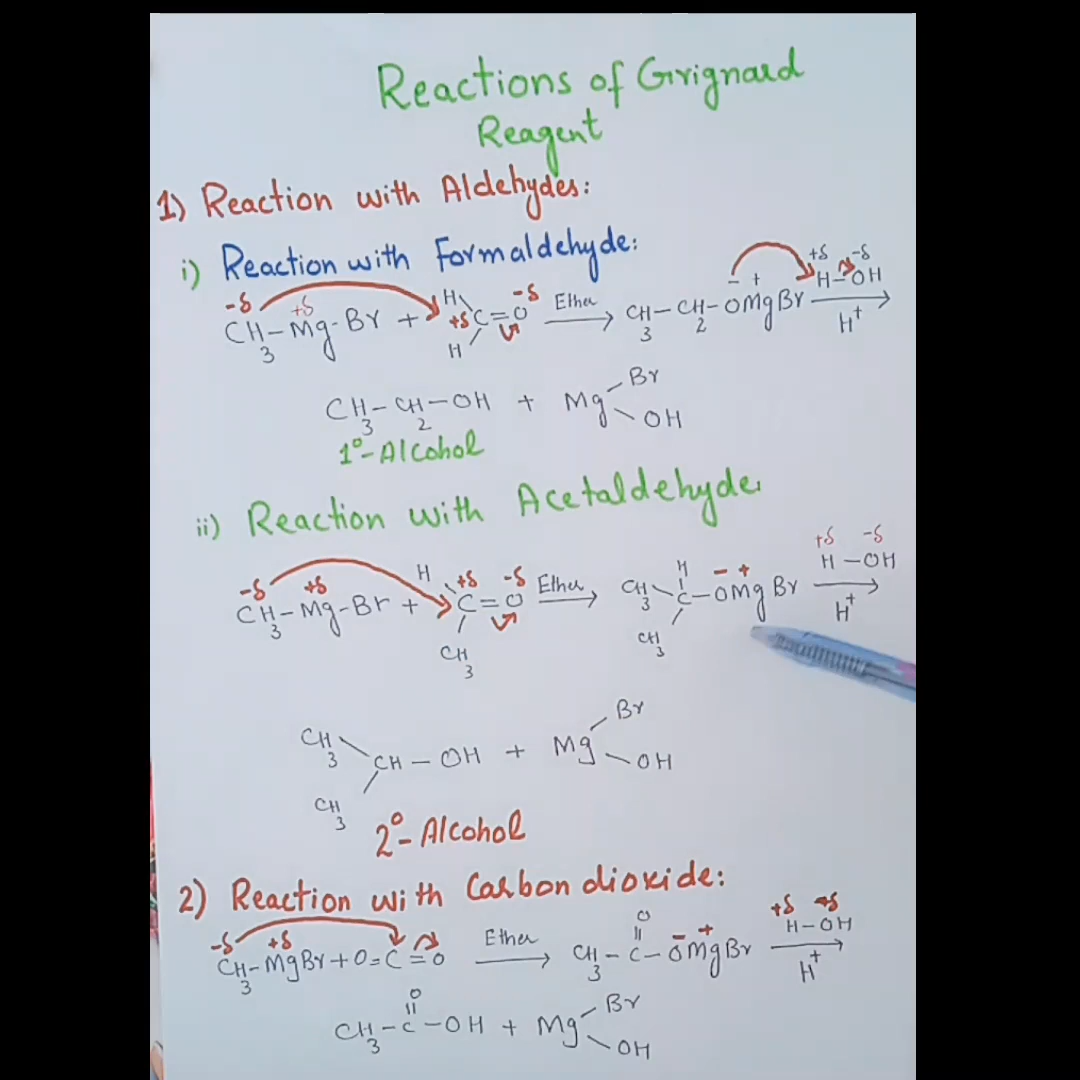 Reactions of Grignard
Reagent
1) Reaction with Aldehydes:
i) Reaction with Formaldehyde:
-δ +δ H +δ -δ - + +δ -δ
CH₃-Mg-Br + C=O Ether → CH₃-CH₂-OMgBr H-OH → H⁺
H
CH₃-CH₂-OH + Mg Br OH
1°-Alcohol
ii) Reaction with Acetaldehyde
-δ +δ H +δ -δ H - + +δ -δ
CH₃-Mg-Br + C=O Ether → CH₃ C-OMgBr H-OH → H⁺
CH₃ CH₃
CH₃ CH-OH + Mg Br OH
CH₃
2°-Alcohol
2) Reaction with Carbon dioxide:
-δ +δ O - + +δ +δ
CH₃-MgBr + O=C=O Ether → CH₃-C-OMgBr H-OH → H⁺
O
CH₃-C-OH + Mg Br OH